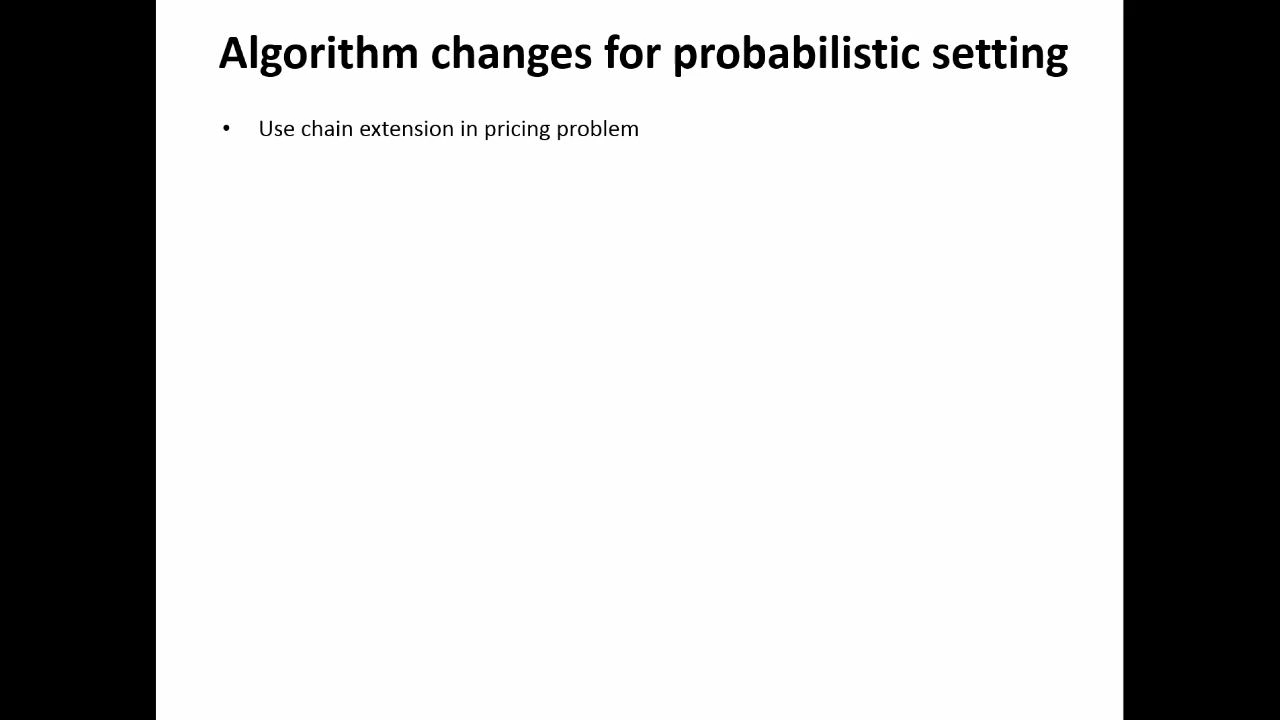 Algorithm changes for probabilistic setting
• Use chain extension in pricing problem